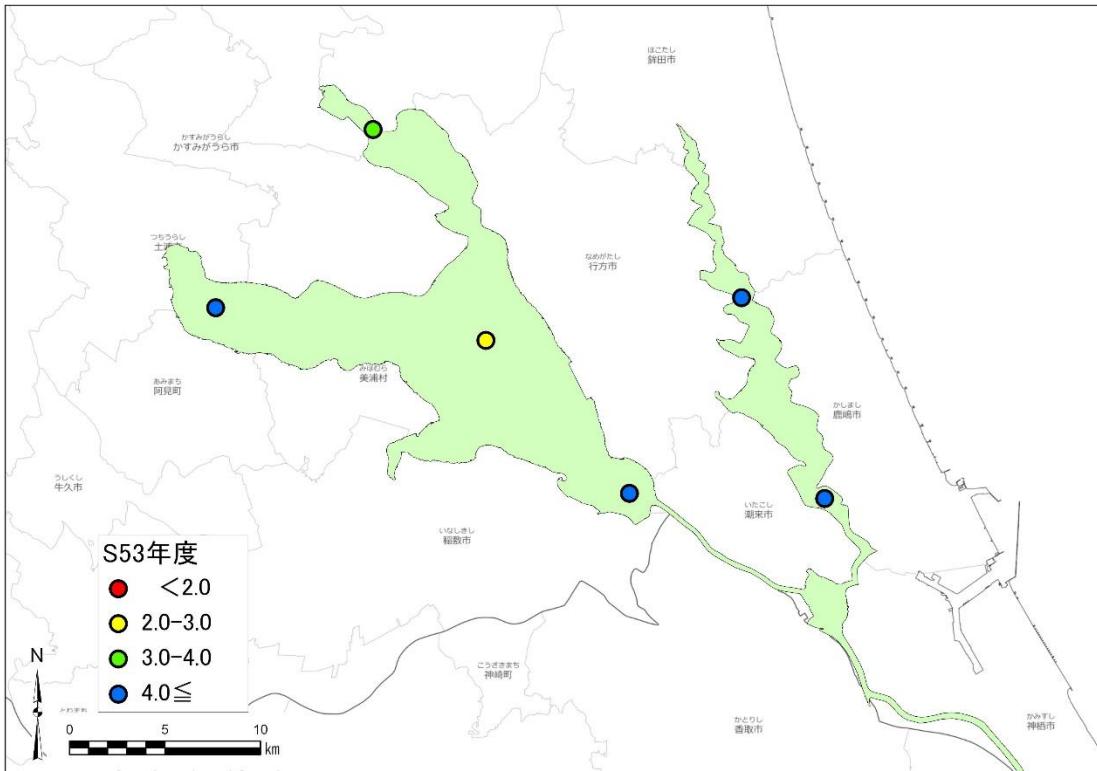 ほこたし
鉾田市
かすみがうらし
かすみがうら市
つちうらし
土浦市
なめがたし
行方市
みほむら
美浦村
あみまち
阿見町
かしまし
鹿嶋市
うしくし
牛久市
いたこし
潮来市
いなしきし
稲敷市
S53年度
<2.0
2.0-3.0
3.0-4.0
4.0≦
N
こうざきまち
神崎町
とねまち
かとりし
香取市
かみすし
神栖市
0 5 10
km